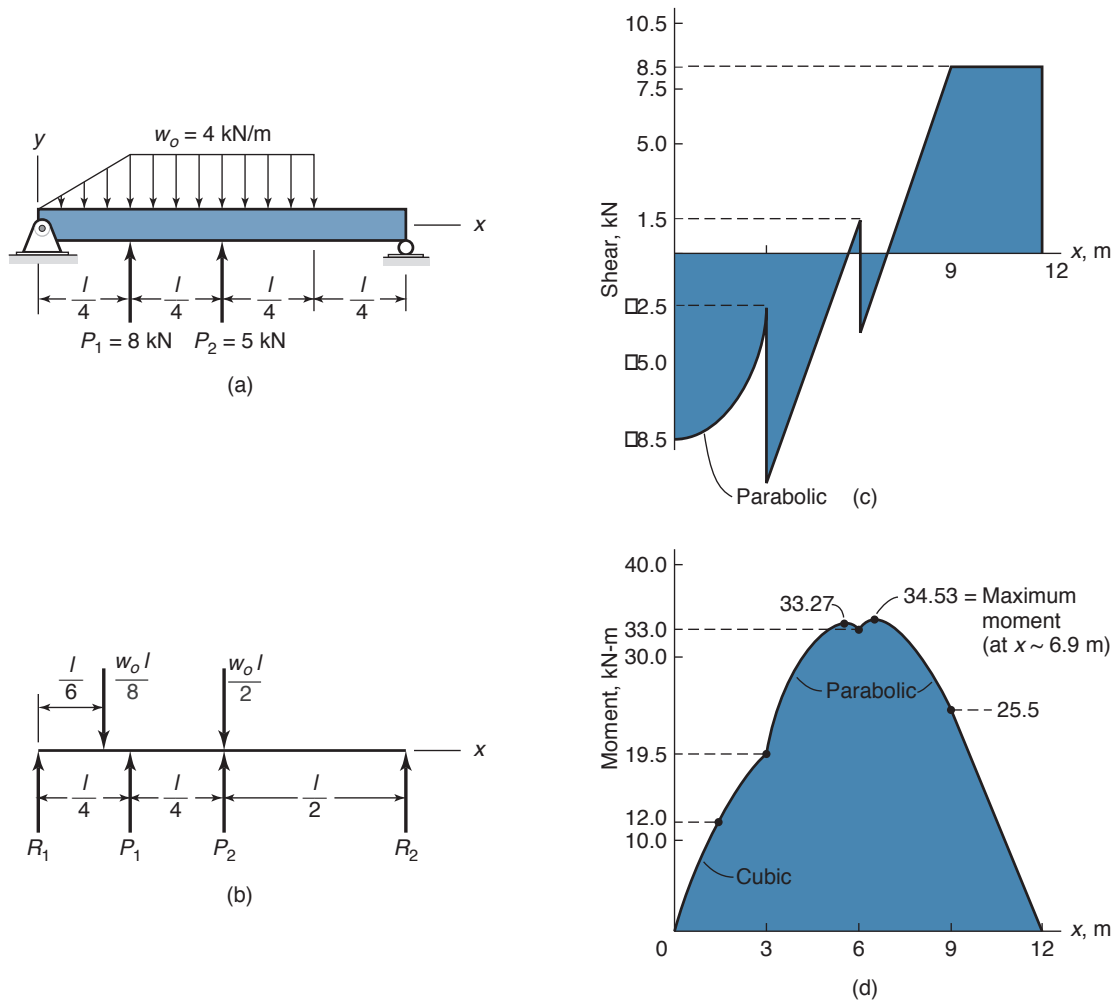 y
w_o = 4 kN/m
x
l/4 l/4 l/4 l/4
P_1 = 8 kN P_2 = 5 kN
(a)
l/6 w_o l/8 w_o l/2
x
l/4 l/4 l/2
R_1 P_1 P_2 R_2
(b)
Shear, kN
10.5
8.5
7.5
5.0
1.5
□2.5
□5.0
□8.5
x, m
9 12
Parabolic
(c)
Moment, kN-m
40.0
33.0
30.0
19.5
12.0
10.0
33.27
34.53 = Maximum
moment
(at x ~ 6.9 m)
Parabolic
25.5
Cubic
0 3 6 9 12
x, m
(d)